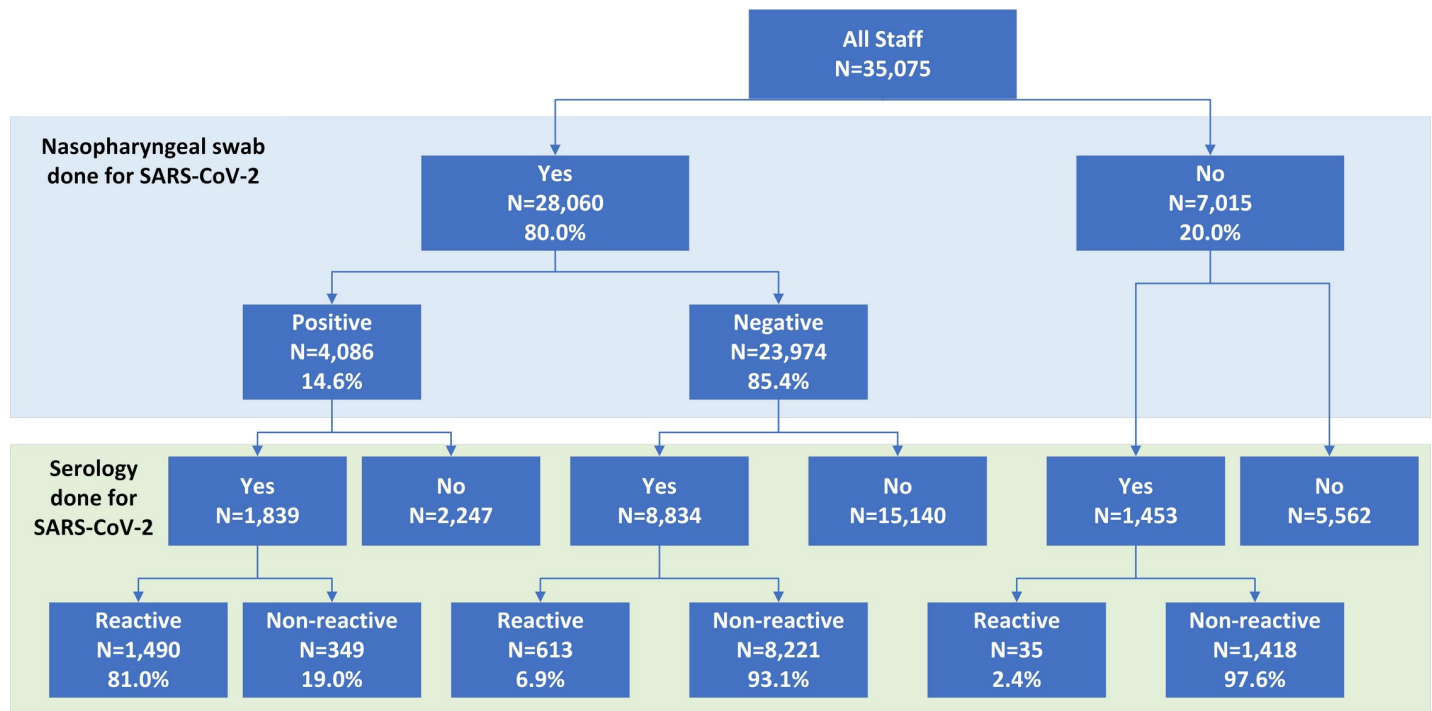 All Staff
N=35,075
Nasopharyngeal swab
done for SARS-CoV-2
Yes
N=28,060
80.0%
No
N=7,015
20.0%
Positive
N=4,086
14.6%
Negative
N=23,974
85.4%
Serology
done for
SARS-CoV-2
Yes
N=1,839
No
N=2,247
Yes
N=8,834
No
N=15,140
Yes
N=1,453
No
N=5,562
Reactive
N=1,490
81.0%
Non-reactive
N=349
19.0%
Reactive
N=613
6.9%
Non-reactive
N=8,221
93.1%
Reactive
N=35
2.4%
Non-reactive
N=1,418
97.6%